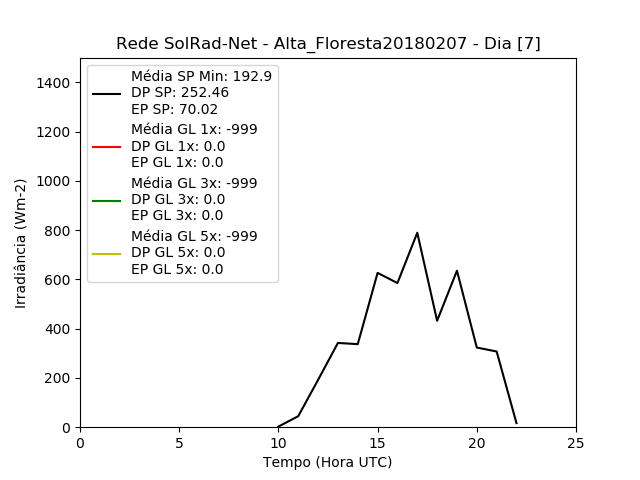 Rede SolRad-Net - Alta_Floresta20180207 - Dia [7]
Média SP Min: 192.9
DP SP: 252.46
EP SP: 70.02
Média GL 1x: -999
DP GL 1x: 0.0
EP GL 1x: 0.0
Média GL 3x: -999
DP GL 3x: 0.0
EP GL 3x: 0.0
Média GL 5x: -999
DP GL 5x: 0.0
EP GL 5x: 0.0
Irradiância (Wm-2)
1400
1200
1000
800
600
400
200
0
0 5 10 15 20 25
Tempo (Hora UTC)